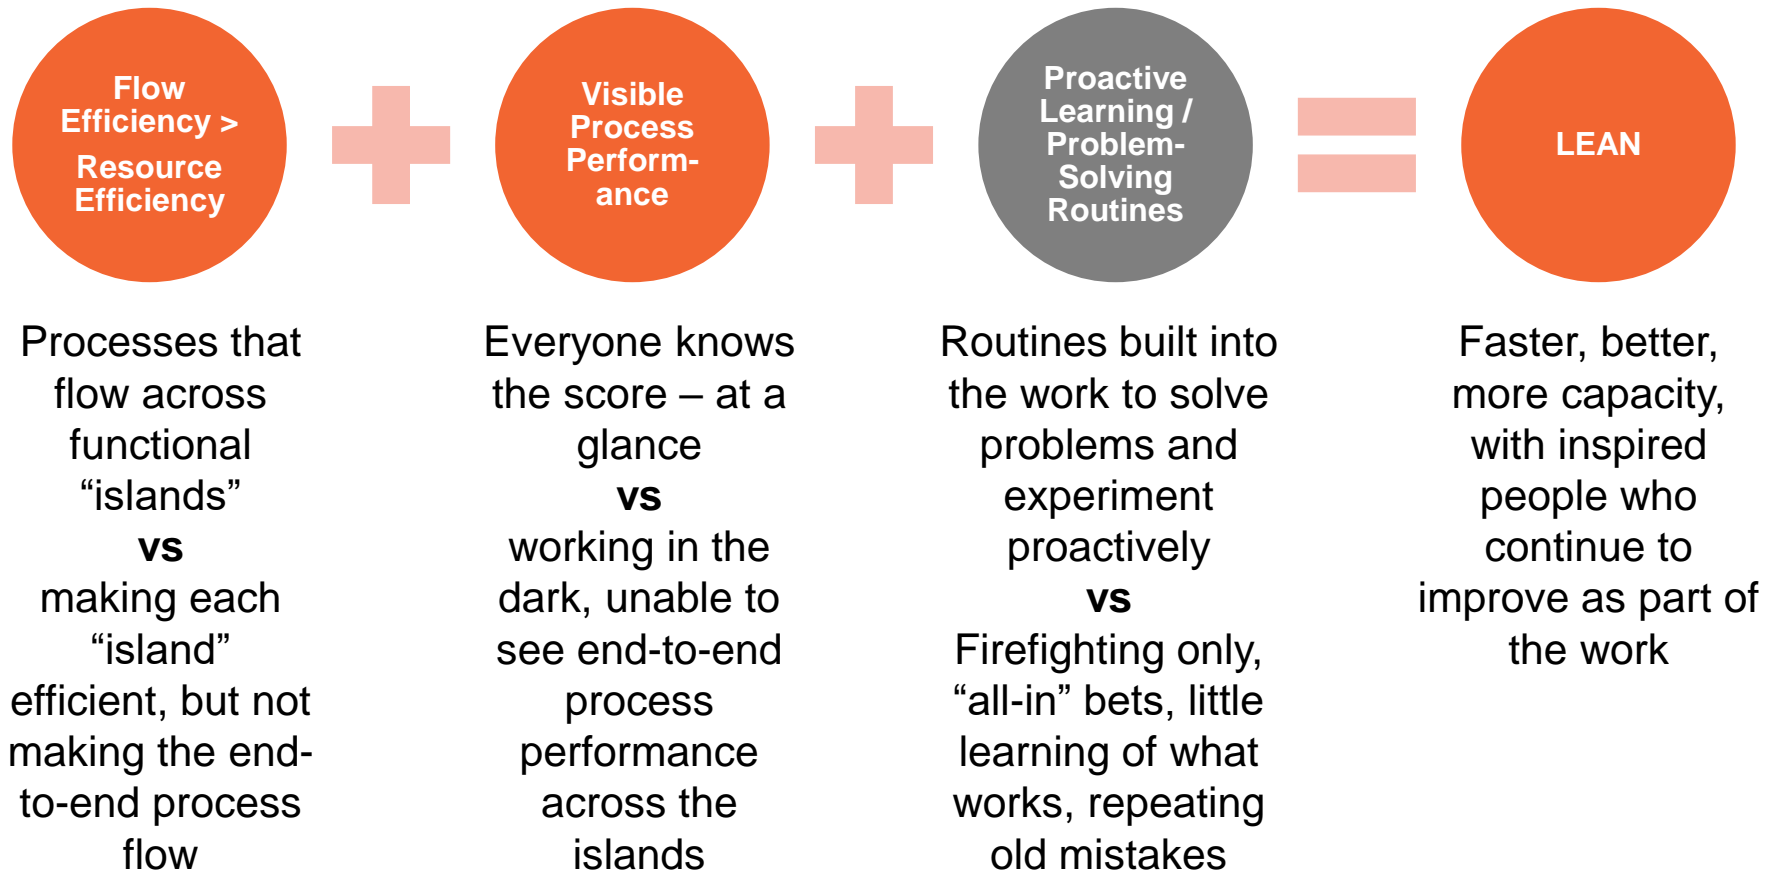 Flow
Efficiency >
Resource
Efficiency
Visible
Process
Perform-
ance
Proactive
Learning /
Problem-
Solving
Routines
LEAN
Processes that
flow across
functional
“islands”
vs
making each
“island”
efficient, but not
making the end-
to-end process
flow
Everyone knows
the score – at a
glance
vs
working in the
dark, unable to
see end-to-end
process
performance
across the
islands
Routines built into
the work to solve
problems and
experiment
proactively
vs
Firefighting only,
“all-in” bets, little
learning of what
works, repeating
old mistakes
Faster, better,
more capacity,
with inspired
people who
continue to
improve as part of
the work